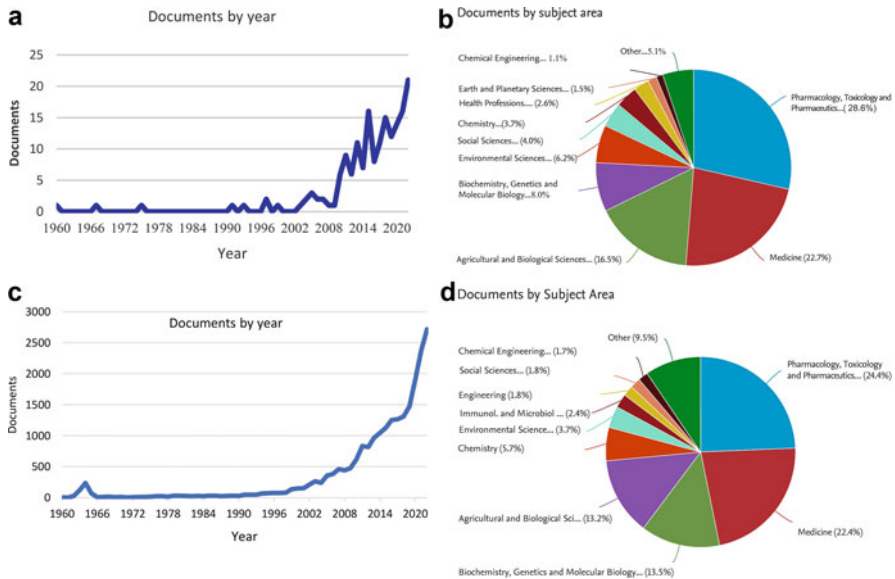 a
Documents by year
25
20
15
10
5
0
Documents
1960 1966 1972 1978 1984 1990 1996 2002 2008 2014 2020
Year
b
Documents by subject area
Other...5.1%
Chemical Engineering... 1.1%
Earth and Planetary Sciences... (1.5%)
Health Professions.... (2.6%)
Chemistry...(3.7%)
Social Sciences... (4.0%)
Environmental Sciences... (6.2%)
Biochemistry, Genetics and
Molecular Biology...8.0%
Agricultural and Biological Sciences... (16.5%)
Pharmacology, Toxicology and
Pharmaceutics...( 28.6%)
Medicine (22.7%)
c
Documents by year
3000
2500
2000
1500
1000
500
0
Documents
1960 1966 1972 1978 1984 1990 1996 2002 2008 2014 2020
Year
d
Documents by Subject Area
Other (9.5%)
Chemical Engineering... (1.7%)
Social Sciences... (1.8%)
Engineering (1.8%)
Immunol. and Microbiol ... (2.4%)
Environmental Science... (3.7%)
Chemistry (5.7%)
Agricultural and Biological Sci... (13.2%)
Biochemistry, Genetics and Molecular Biology... (13.5%)
Pharmacology, Toxicology
and Pharmaceutics... (24.4%)
Medicine (22.4%)